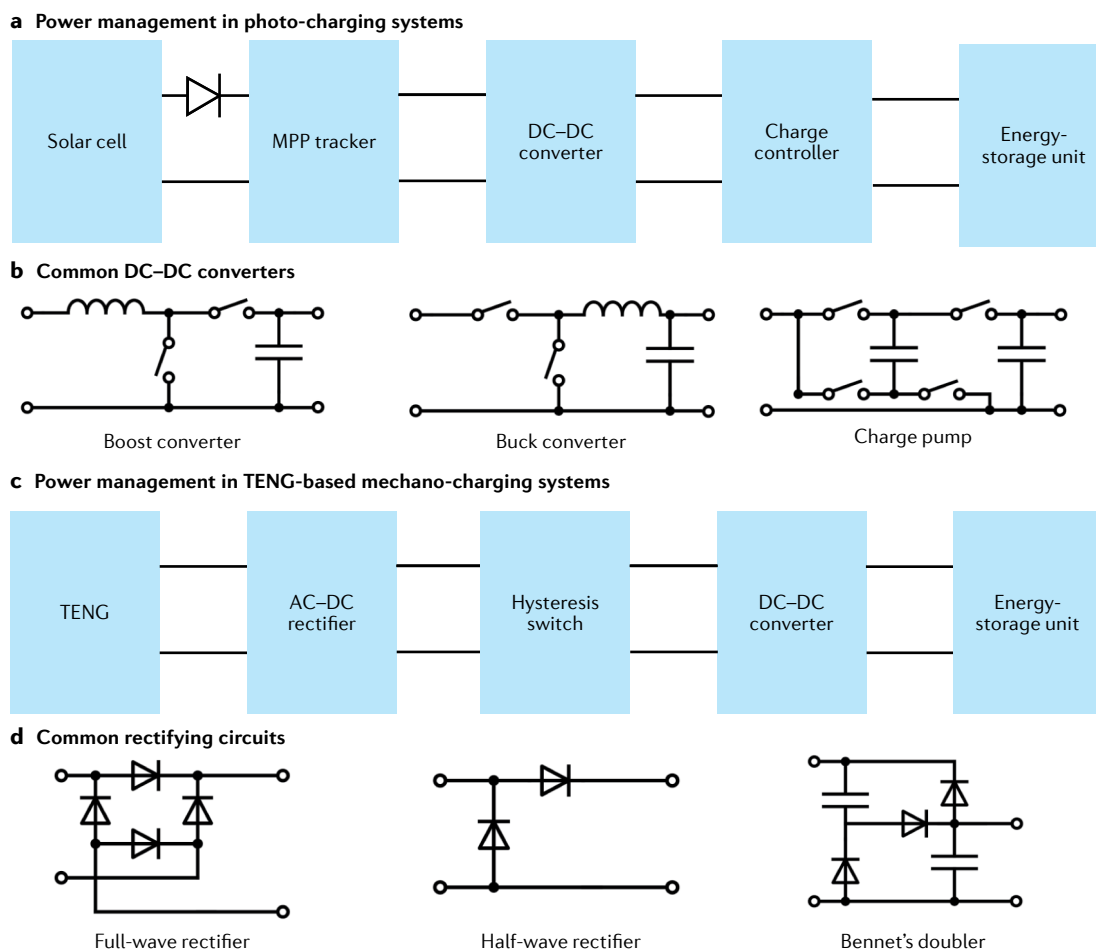 a Power management in photo-charging systems
Solar cell
MPP tracker
DC–DC
converter
Charge
controller
Energy-
storage unit
b Common DC–DC converters
Boost converter
Buck converter
Charge pump
c Power management in TENG-based mechano-charging systems
TENG
AC–DC
rectifier
Hysteresis
switch
DC–DC
converter
Energy-
storage unit
d Common rectifying circuits
Full-wave rectifier
Half-wave rectifier
Bennet's doubler